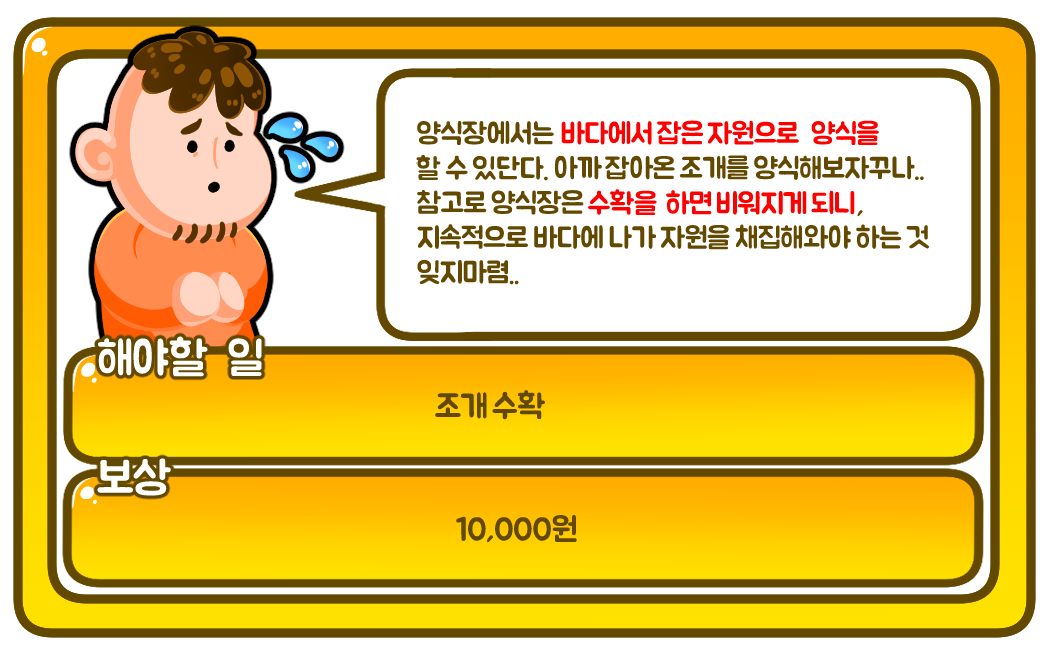 양식장에서는 바다에서 잡은 자원으로 양식을
할 수 있단다. 아까 잡아온 조개를 양식해보자꾸나..
참고로 양식장은 수확을 하면 비워지게 되니,
지속적으로 바다에 나가 자원을 채집해와야 하는 것
잊지마렴..
해야할 일
조개 수확
보상
10,000원